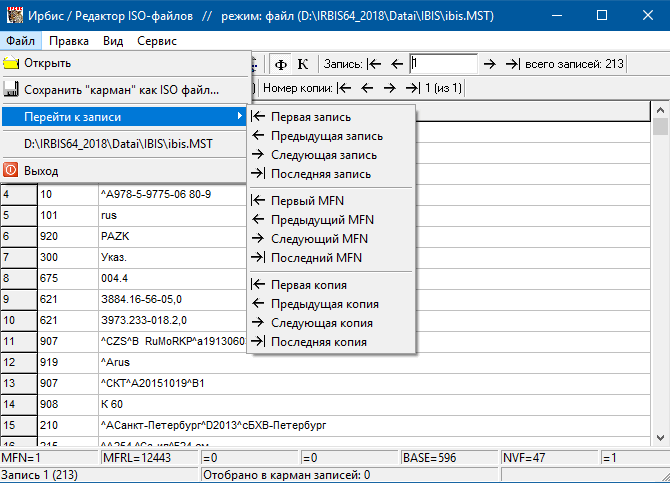 Ирбис / Редактор ISO-файлов // режим: файл (D:\IRBIS64_2018\Datai\IBIS\ibis.MST)
Файл Правка Вид Сервис
Ф К Запись: 1 всего записей: 213
Номер копии: 1 (из 1)
Открыть
Сохранить "карман" как ISO файл...
Перейти к записи
D:\IRBIS64_2018\Datai\IBIS\ibis.MST
Выход
Первая запись
Предыдущая запись
Следующая запись
Последняя запись
Первый MFN
Предыдущий MFN
Следующий MFN
Последний MFN
Первая копия
Предыдущая копия
Следующая копия
Последняя копия
4 10 ^A978-5-9775-06 80-9
5 101 rus
6 920 PAZK
7 300 Указ.
8 675 004.4
9 621 З884.16-56-05,0
10 621 З973.233-018.2,0
11 907 ^CZS^B RuMoRKP^a1913060
12 919 ^Arus
13 907 ^CКТ^A20151019^B1
14 908 К 60
15 210 ^AСанкт-Петербург^D2013^cБХВ-Петербург
MFN=1 MFRL=12443 =0 =0 BASE=596 NVF=47 =1
Запись 1 (213) Отобрано в карман записей: 0